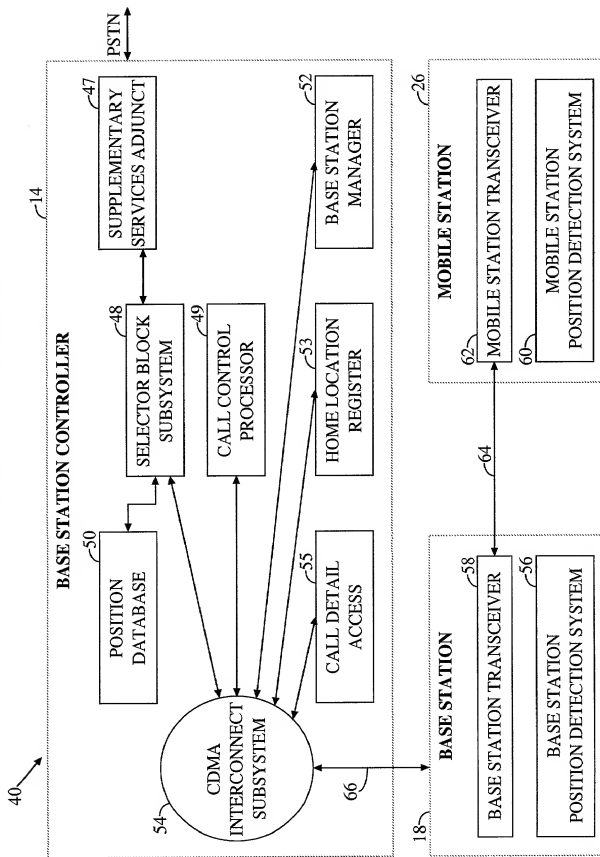 40
14
BASE STATION CONTROLLER
PSTN
50
POSITION
DATABASE
48
SELECTOR BLOCK
SUBSYSTEM
47
SUPPLEMENTARY
SERVICES ADJUNCT
49
CALL CONTROL
PROCESSOR
54
CDMA
INTERCONNECT
SUBSYSTEM
55
CALL DETAIL
ACCESS
53
HOME LOCATION
REGISTER
52
BASE STATION
MANAGER
66
18
BASE STATION
58
BASE STATION TRANSCEIVER
56
BASE STATION
POSITION DETECTION SYSTEM
64
26
MOBILE STATION
62
MOBILE STATION TRANSCEIVER
60
MOBILE STATION
POSITION DETECTION SYSTEM